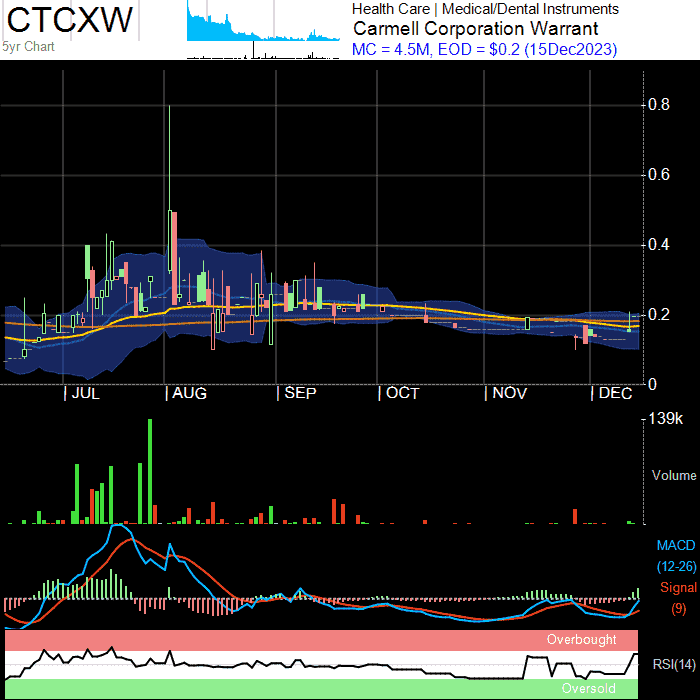 CTCXW
5yr Chart
Health Care | Medical/Dental Instruments
Carmell Corporation Warrant
MC = 4.5M, EOD = $0.2 (15Dec2023)
0.8
0.6
0.4
0.2
0
| JUL | AUG | SEP | OCT | NOV | DEC
139k
Volume
MACD
(12-26)
Signal
(9)
Overbought
RSI(14)
Oversold